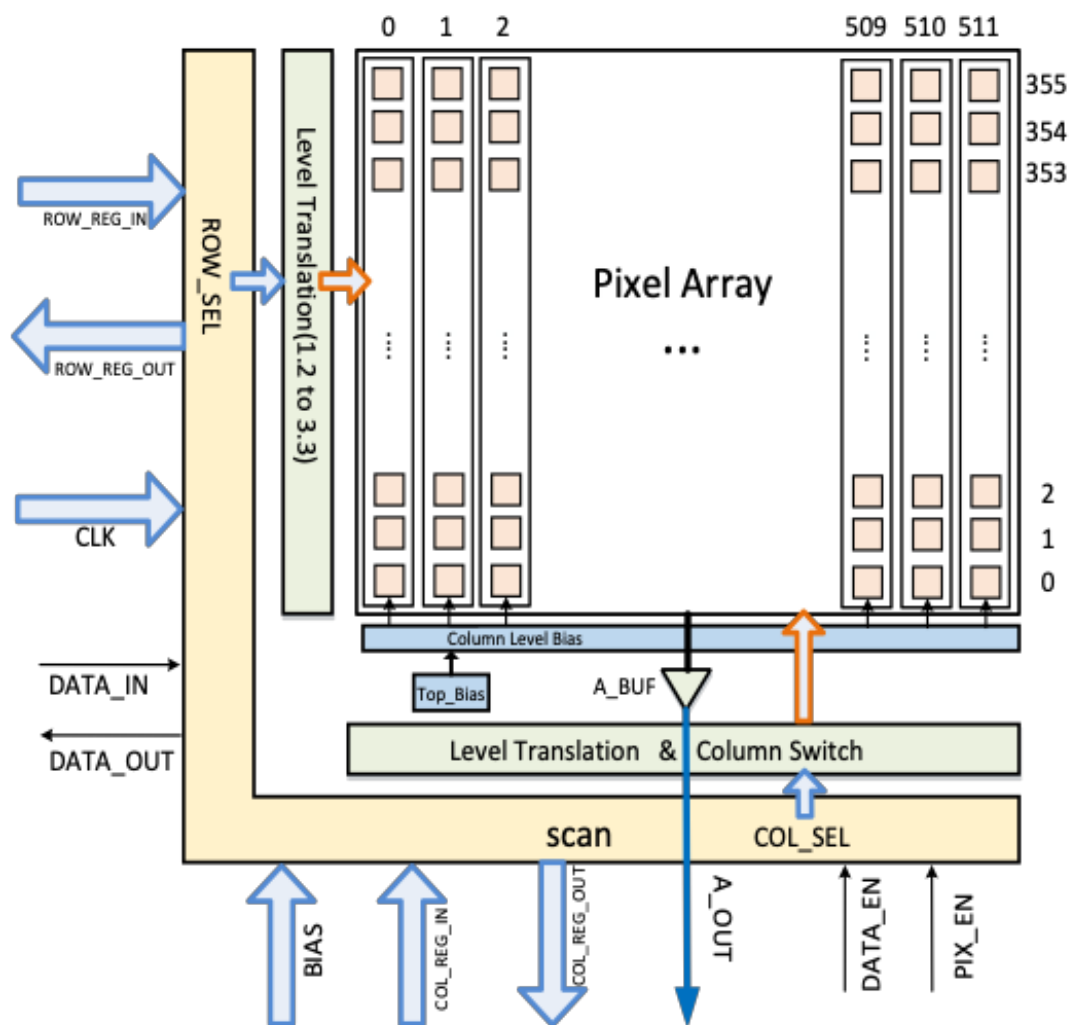 0 1 2 509 510 511
355
354
353
ROW_REG_IN
ROW_SEL
Level Translation(1.2 to 3.3)
Pixel Array
...
ROW_REG_OUT
CLK
2
1
0
Column Level Bias
DATA_IN
Top_Bias
A_BUF
DATA_OUT
Level Translation & Column Switch
scan
COL_SEL
BIAS
COL_REG_IN
COL_REG_OUT
A_OUT
DATA_EN
PIX_EN